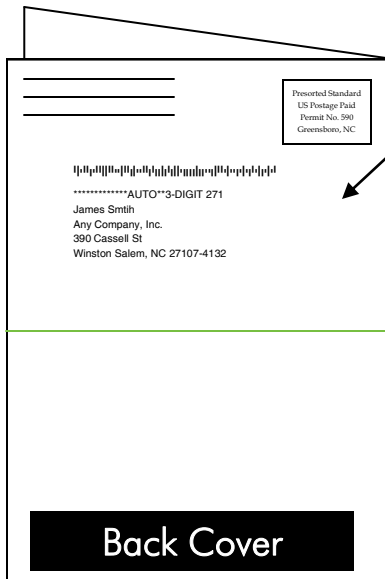 Presorted Standard
US Postage Paid
Permit No. 590
Greensboro, NC
*************AUTO**3-DIGIT 271
James Smtih
Any Company, Inc.
390 Cassell St
Winston Salem, NC 27107-4132
Back Cover